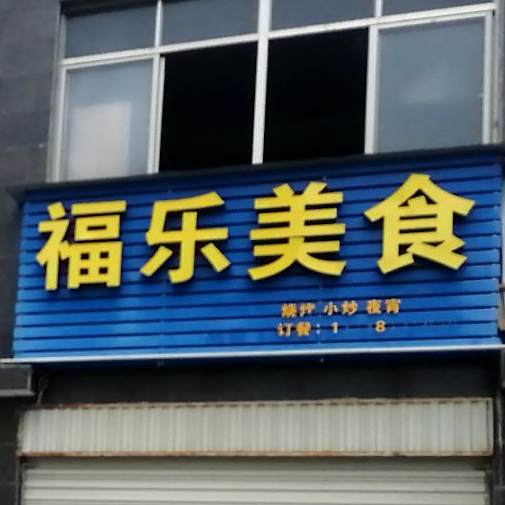 福乐美食
烧烤 小炒 夜宵
订餐：1 8